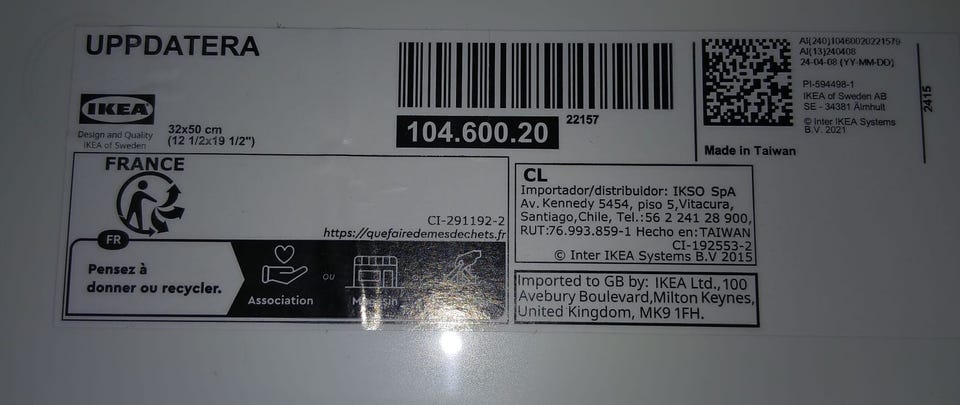 UPPDATERA
IKEA
Design and Quality
IKEA of Sweden
32x50 cm
(12 1/2x19 1/2")
104.600.20
22157
AI(240)10460020221579
AI(13)240408
24-04-08 (YY-MM-DD)
PI-594498-1
IKEA of Sweden AB
SE - 34381 Älmhult
© Inter IKEA Systems
B.V. 2021
Made in Taiwan
2415
FRANCE
CI-291192-2
https://quefairedemesdechets.fr
FR
Pensez à
donner ou recycler.
Association
ou
Magasin
CL
Importador/distribuidor: IKSO SpA
Av. Kennedy 5454, piso 5,Vitacura,
Santiago,Chile, Tel.:56 2 241 28 900,
RUT:76.993.859-1 Hecho en:TAIWAN
CI-192553-2
© Inter IKEA Systems B.V 2015
Imported to GB by: IKEA Ltd.,100
Avebury Boulevard,Milton Keynes,
United Kingdom, MK9 1FH.